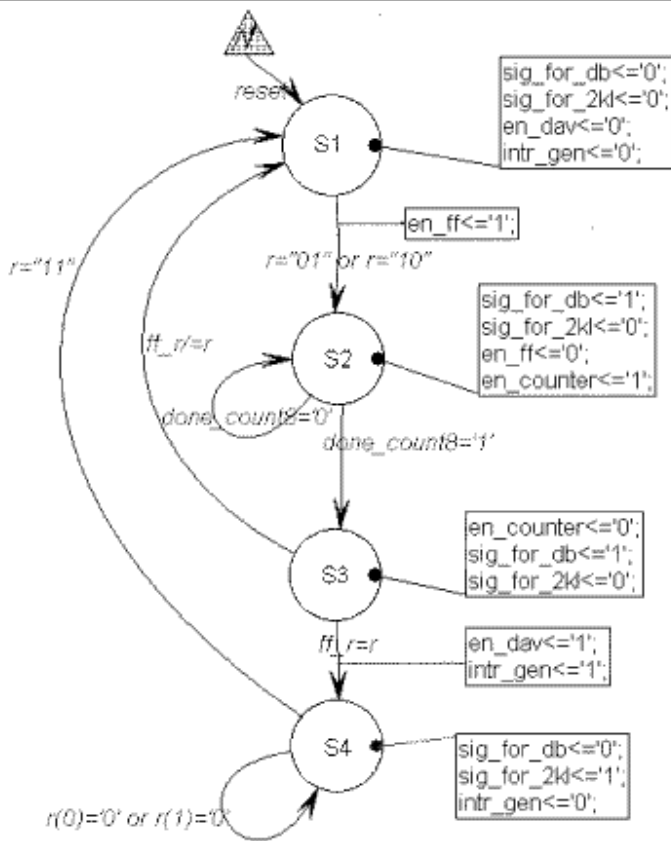 reset
S1
sig_for_db<='0';
sig_for_2kl<='0';
en_dav<='0';
intr_gen<='0';
en_ff<='1';
r="01" or r="10"
r="11"
ff_r/=r
S2
sig_for_db<='1';
sig_for_2kl<='0';
en_ff<='0';
en_counter<='1';
done_count8='0'
done_count8='1'
S3
en_counter<='0';
sig_for_db<='1';
sig_for_2kl<='0';
ff_r=r
en_dav<='1';
intr_gen<='1';
S4
sig_for_db<='0';
sig_for_2kl<='1';
intr_gen<='0';
r(0)='0' or r(1)='0'